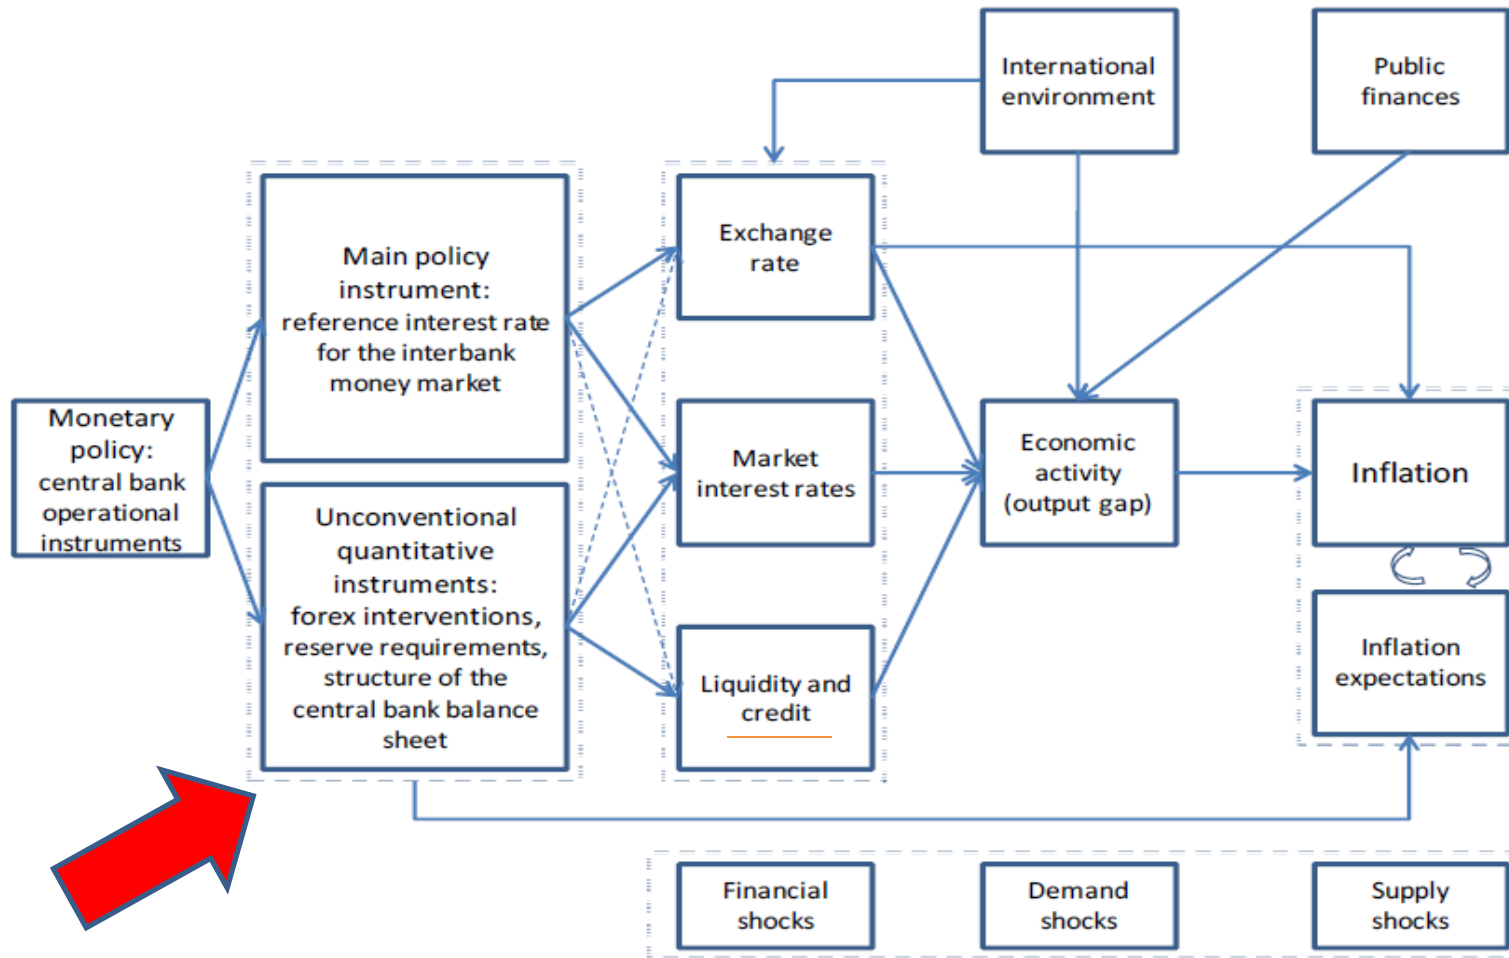 International
environment
Public
finances
Main policy
instrument:
reference interest rate
for the interbank
money market
Exchange
rate
Monetary
policy:
central bank
operational
instruments
Market
interest rates
Economic
activity
(output gap)
Inflation
Unconventional
quantitative
instruments:
forex interventions,
reserve requirements,
structure of the
central bank balance
sheet
Liquidity and
credit
Inflation
expectations
Financial
shocks
Demand
shocks
Supply
shocks